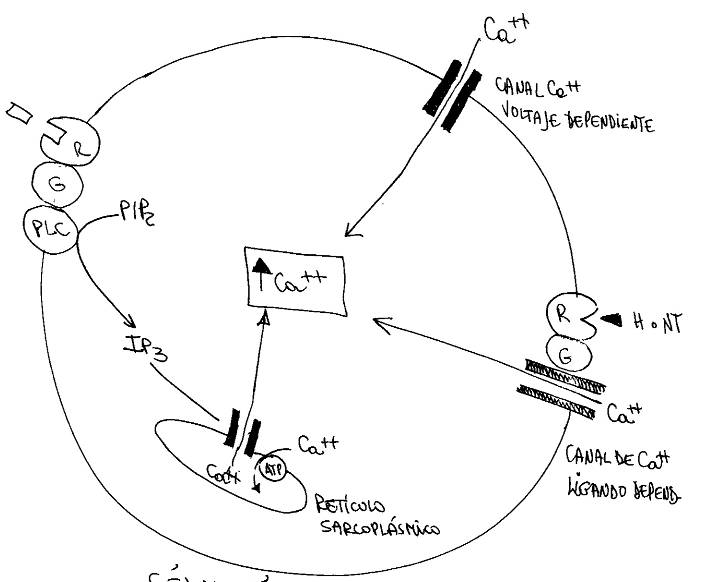 Ca++
CANAL Ca++
VOLTAJE DEPENDIENTE
R
G
PLC
PIP2
↑ Ca++
R
H o NT
G
IP3
Ca++
CANAL DE Ca++
LIGANDO DEPEND.
Ca++
Ca++
ATP
RETÍCULO
SARCOPLÁSMICO